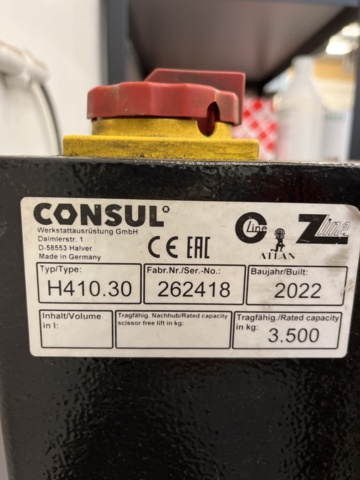 CONSUL
Werkstattausrüstung GmbH
Daimlerstr. 1
D-58553 Halver
Made in Germany
CE EAC
C Line
ATLAN
Z Line
Typ/Type:
H410.30
Fabr.Nr/Ser.-No.:
262418
Baujahr/Built:
2022
Inhalt/Volume
in l:
Tragfähig. Nachhub/Rated capacity
scissor free lift in kg:
Tragfähig./Rated capacity
in kg:
3.500